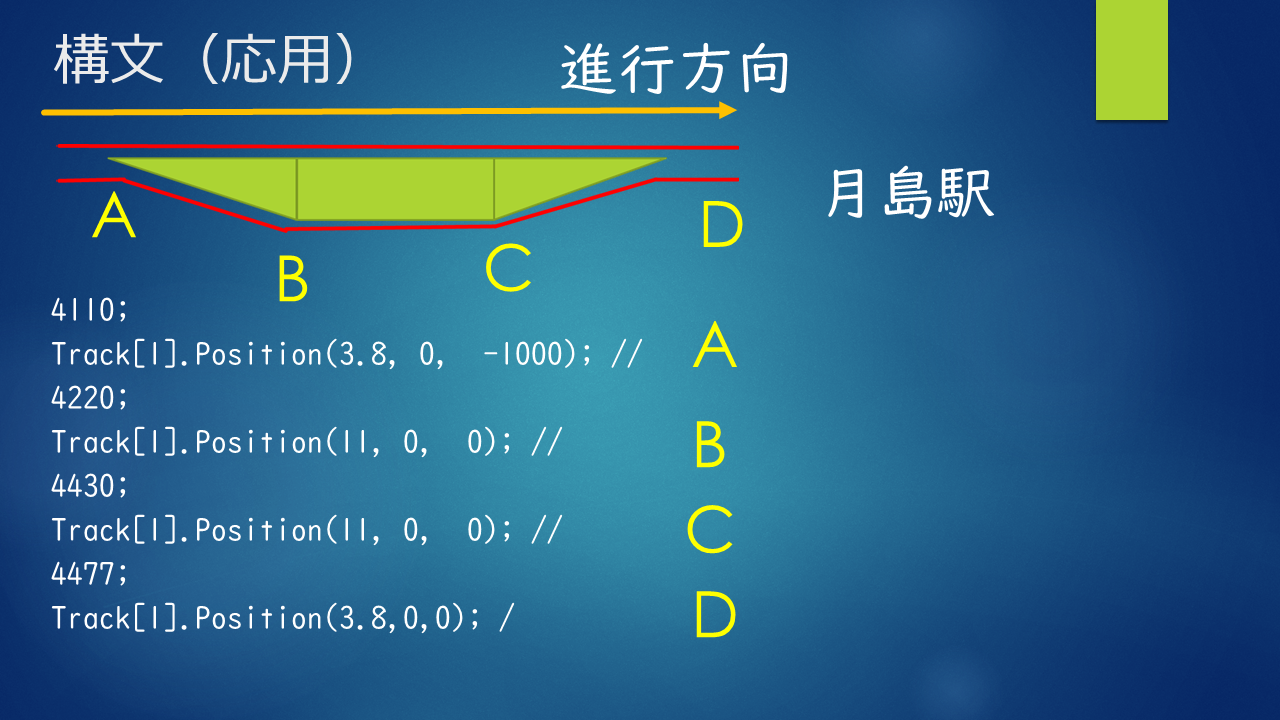 構文（応用）
進行方向
月島駅
A
D
B
C
4110;
Track[1].Position(3.8, 0,  -1000); // A
4220;
Track[1].Position(11, 0,  0); // B
4430;
Track[1].Position(11, 0,  0); // C
4477;
Track[1].Position(3.8,0,0); / D